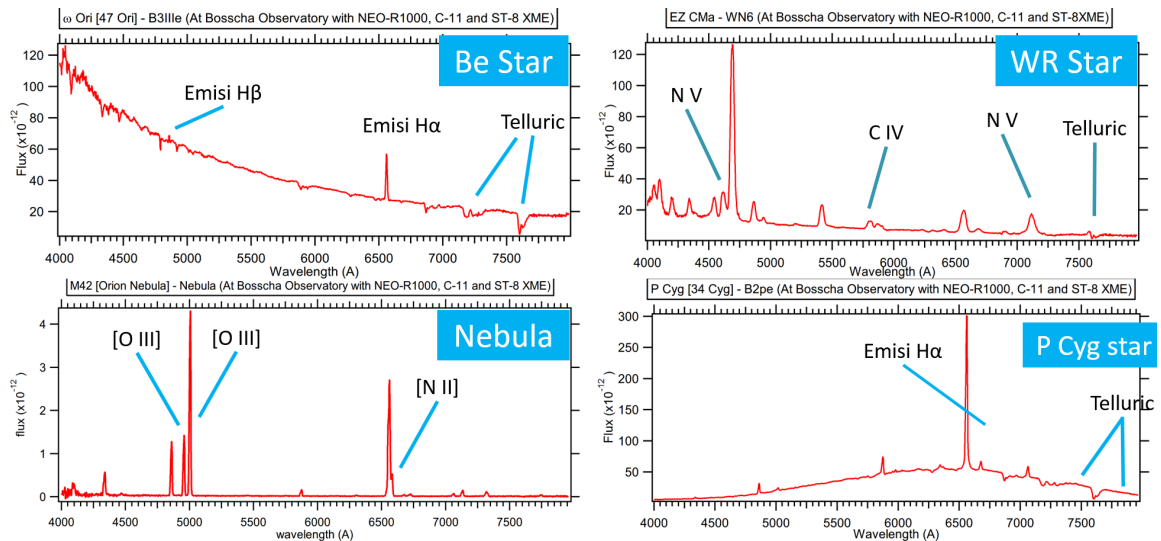 ω Ori [47 Ori] - B3IIIe (At Bosscha Observatory with NEO-R1000, C-11 and ST-8 XME)
Be Star
Flux (x10⁻¹²)
120
100
80
60
40
20
Emisi Hβ
Emisi Hα
Telluric
4000 4500 5000 5500 6000 6500 7000 7500
Wavelength (A)
EZ CMa - WN6 (At Bosscha Observatory with NEO-R1000, C-11 and ST-8XME)
WR Star
Flux (x10⁻¹²)
120
100
80
60
40
20
N V
C IV
N V
Telluric
4000 4500 5000 5500 6000 6500 7000 7500
Wavelength (A)
M42 [Orion Nebula] - Nebula (At Bosscha Observatory with NEO-R1000, C-11 and ST-8 XME)
Nebula
flux (x10⁻¹²)
4
3
2
1
0
[O III]
[O III]
[N II]
4000 4500 5000 5500 6000 6500 7000 7500
wavelength (A)
P Cyg [34 Cyg] - B2pe (At Bosscha Observatory with NEO-R1000, C-11 and ST-8 XME)
P Cyg star
Flux (x10⁻¹²)
300
250
200
150
100
50
Emisi Hα
Telluric
4000 4500 5000 5500 6000 6500 7000 7500
Wavelength (A)